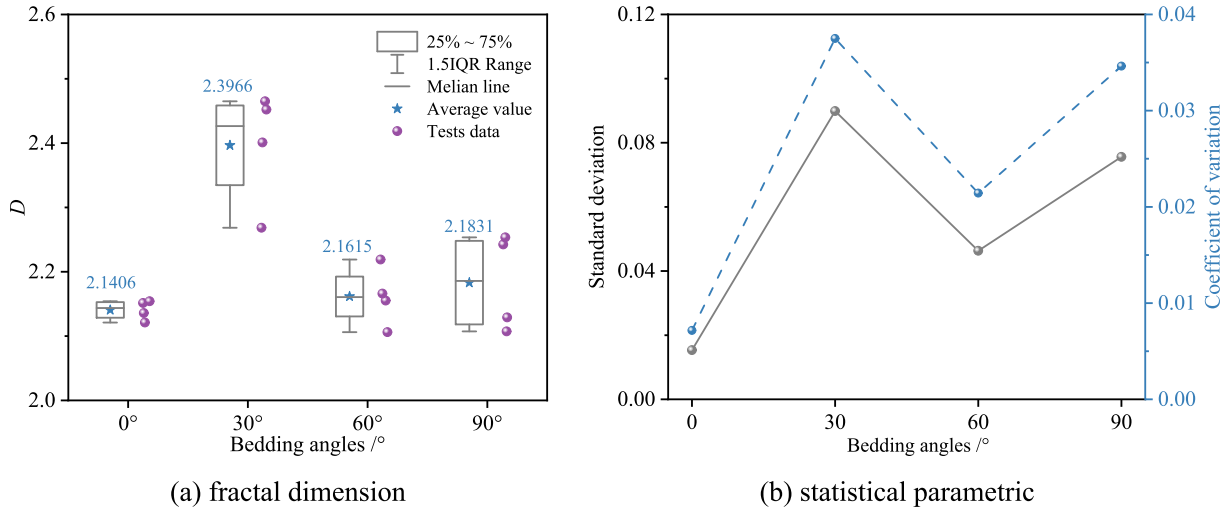 2.6
2.4
2.2
2.0
D
2.1406
2.3966
2.1615
2.1831
25% ~ 75%
1.5IQR Range
Melian line
Average value
Tests data
0°
30°
60°
90°
Bedding angles /°
(a) fractal dimension
0.12
0.08
0.04
0.00
Standard deviation
0.04
0.03
0.02
0.01
0.00
Coefficient of variation
0
30
60
90
Bedding angles /°
(b) statistical parametric